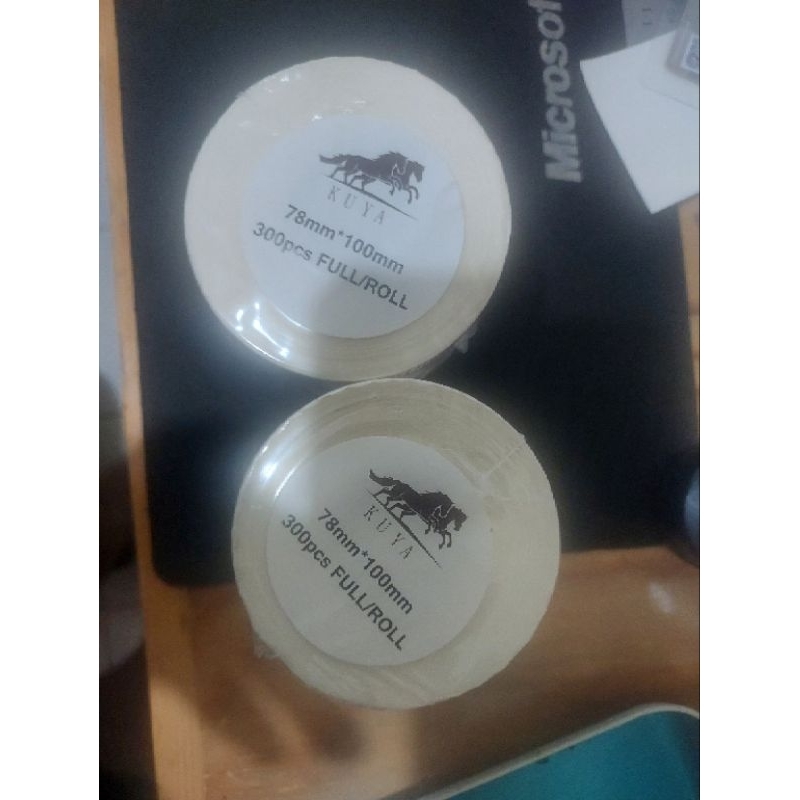 Microsof
KUYA
78mm*100mm
300pcs FULL/ROLL
KUYA
78mm*100mm
300pcs FULL/ROLL